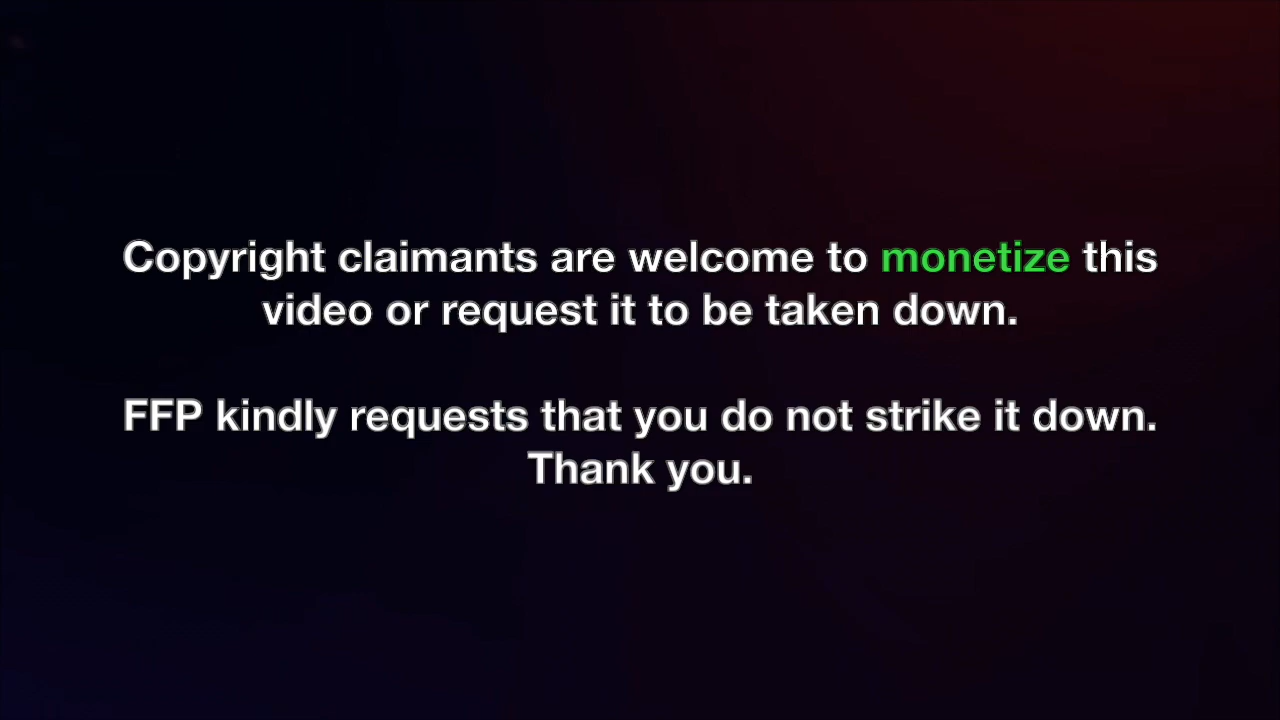 Copyright claimants are welcome to monetize this
video or request it to be taken down.
FFP kindly requests that you do not strike it down.
Thank you.